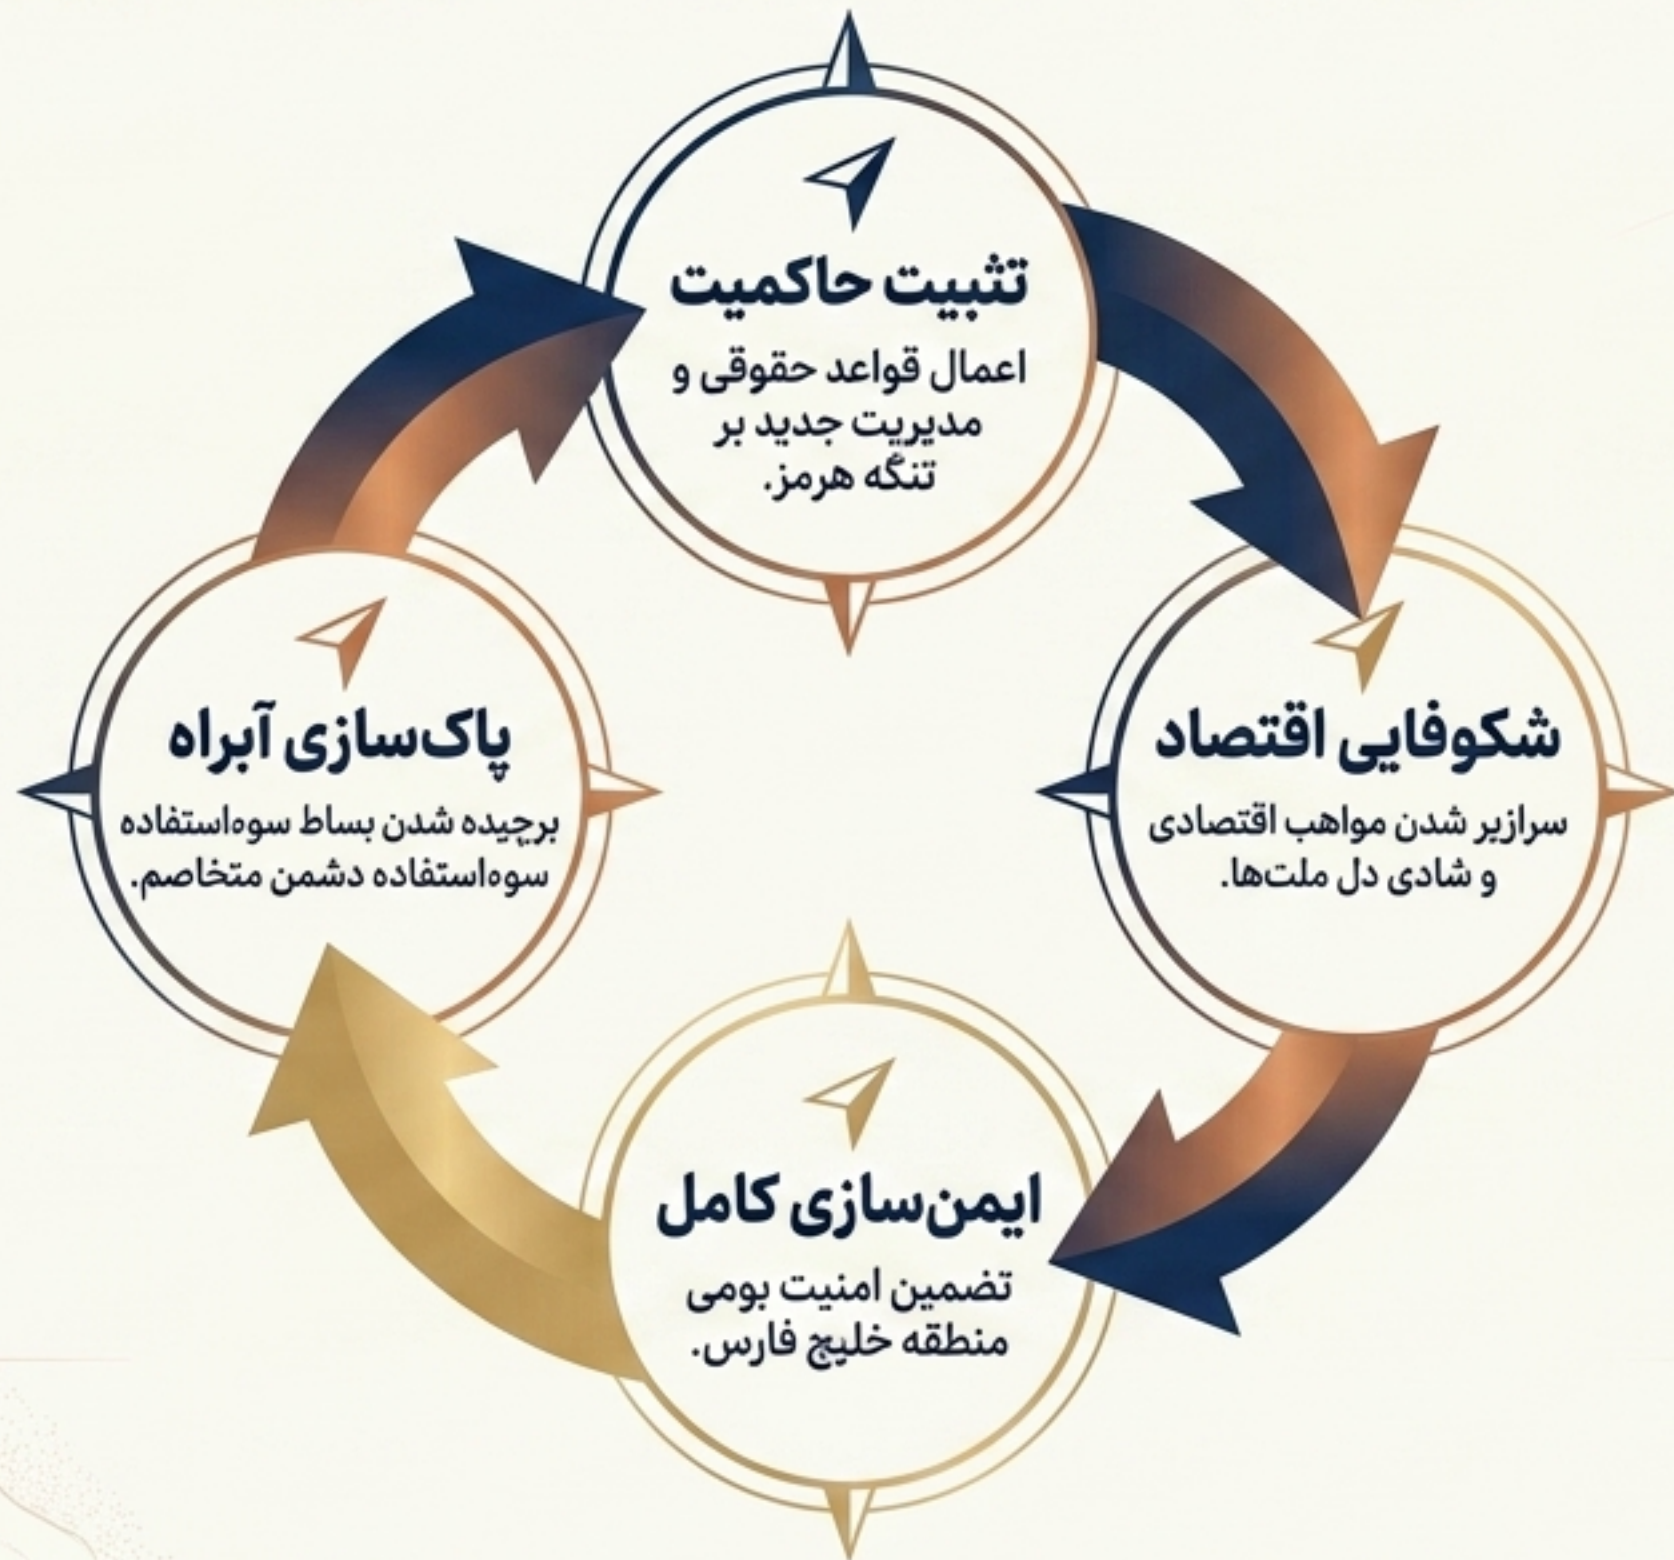 تثبیت حاکمیت
اعمال قواعد حقوقی و
مدیریت جدید بر
تنگه هرمز.
شکوفایی اقتصاد
سرازیر شدن مواهب اقتصادی
و شادی دل ملت‌ها.
ایمن‌سازی کامل
تضمین امنیت بومی
منطقه خلیج فارس.
پاک‌سازی آبراه
برچیده شدن بساط سوءاستفاده
سوءاستفاده دشمن متخاصم.